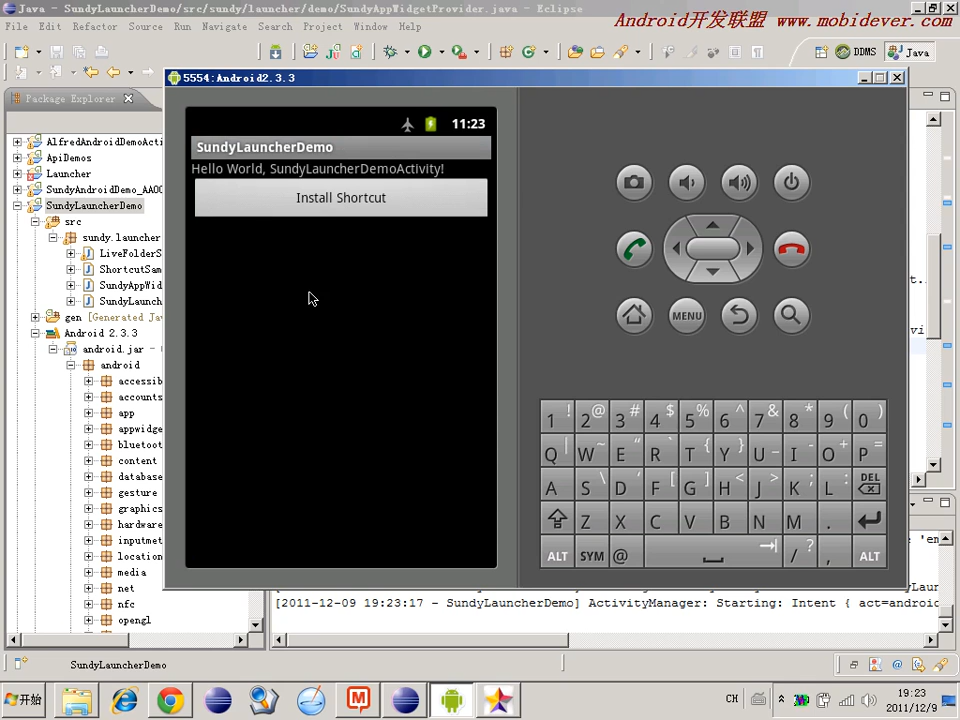 Java - SundyLauncherDemo/src/sundy/launcher/demo/SundyAppWidgetProvider.java - Eclipse
Android开发联盟 www.mobidever.com
File Edit Refactor Source Run Navigate Search Project Window Help
DDMS Java
5554:Android2.3.3
Package Explorer
AlfredAndroidDemoActi
ApiDemos
Launcher
SundyAndroidDemo_AA00
SundyLauncherDemo
src
sundy.launcher
LiveFolderS
ShortcutSam
SundyAppWid
SundyLaunch
gen [Generated Jav
Android 2.3.3
android.jar -
android
accessib
accounts
app
appwidge
bluetoot
content
database
gesture
graphics
hardware
inputmet
location
media
net
nfc
opengl
11:23
SundyLauncherDemo
Hello World, SundyLauncherDemoActivity!
Install Shortcut
MENU
1 ! 2 @ 3 # 4 $ 5 % 6 ^ 7 & 8 * 9 ( 0 )
Q | W ~ E " R ` T { Y } U _ I - O + P =
A S \ D ' F [ G ] H < J > K ; L : DEL
Z X C V B N M .
ALT SYM @ / ? , ALT
[2011-12-09 19:23:17 - SundyLauncherDemo] ActivityManager: Starting: Intent { act=android
SundyLauncherDemo
开始
CH
19:23
2011/12/9